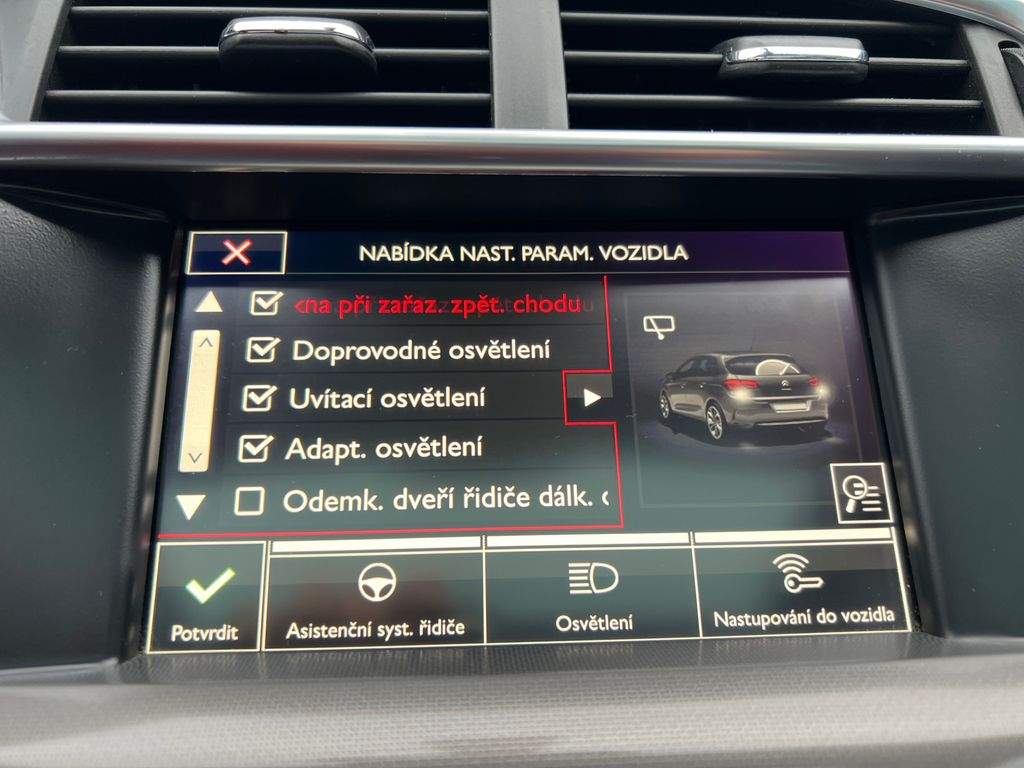 NABÍDKA NAST. PARAM. VOZIDLA
na při zařaz. zpět. chodu
Doprovodné osvětlení
Uvítací osvětlení
Adapt. osvětlení
Odemk. dveří řidiče dálk.
Potvrdit
Asistenční syst. řidiče
Osvětlení
Nastupování do vozidla